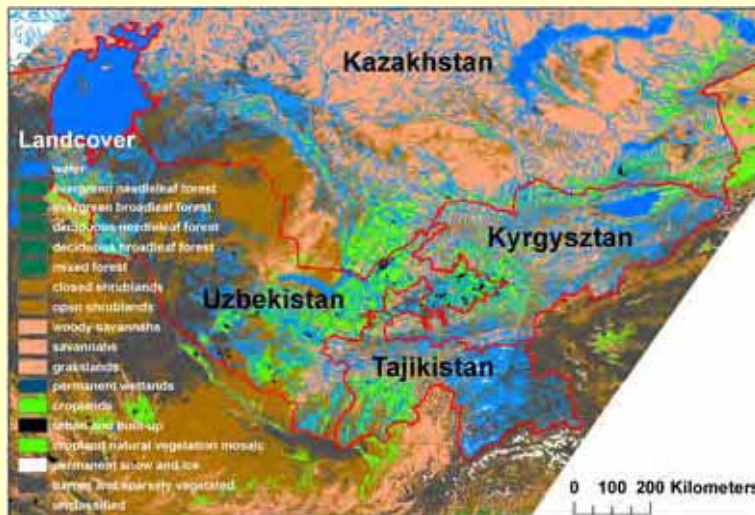 Kazakhstan
Landcover
water
evergreen needleleaf forest
evergreen broadleaf forest
deciduous needleleaf forest
deciduous broadleaf forest
mixed forest
closed shrublands
open shrublands
woody savannahs
savannahs
grasslands
permanent wetlands
croplands
urban and built-up
cropland natural vegetation mosaic
permanent snow and ice
barren and sparsely vegetated
unclassified
Kyrgysztan
Uzbekistan
Tajikistan
0 100 200 Kilometers